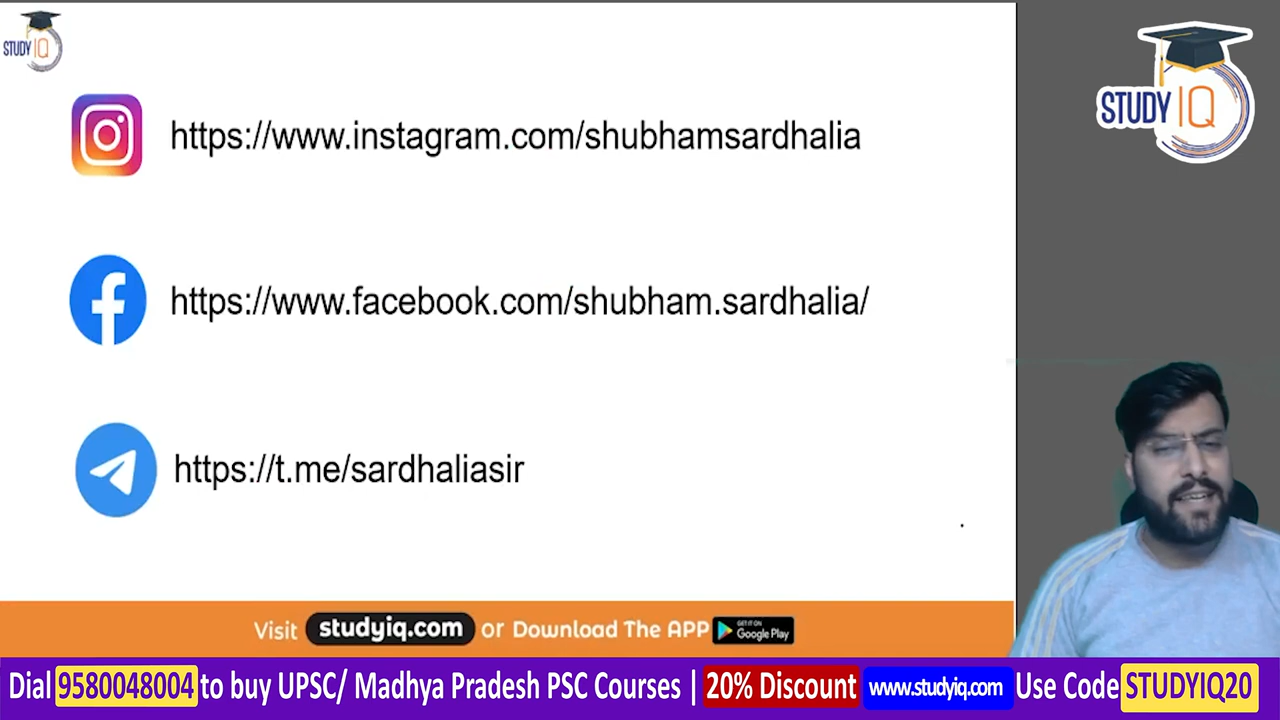 STUDY IQ
https://www.instagram.com/shubhamsardhalia
STUDY IQ
https://www.facebook.com/shubham.sardhalia/
https://t.me/sardhaliasir
Visit studyiq.com or Download The APP GET IT ON Google Play
Dial 9580048004 to buy UPSC/ Madhya Pradesh PSC Courses | 20% Discount www.studyiq.com Use Code STUDYIQ20